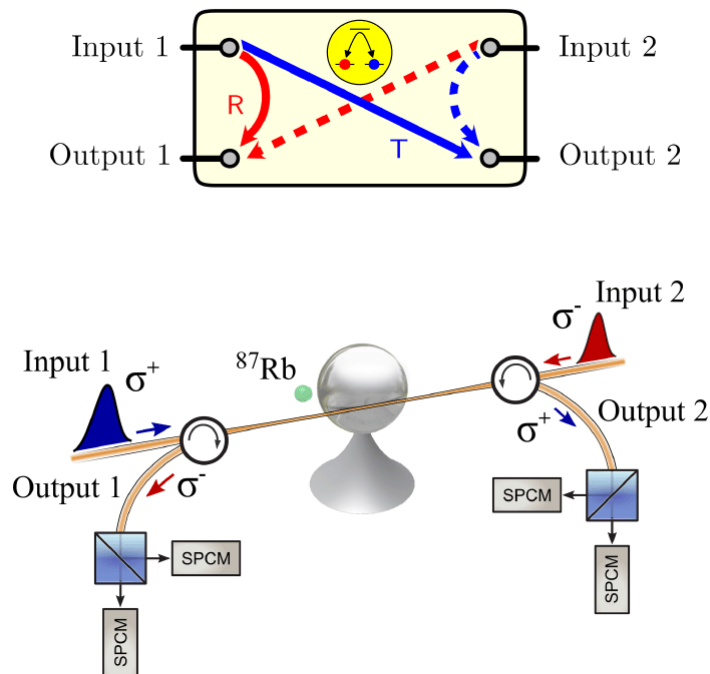 Input 1
Input 2
R
Output 1
T
Output 2
Input 2
σ⁻
Input 1
σ⁺
⁸⁷Rb
Output 2
σ⁺
Output 1
σ⁻
SPCM
SPCM
SPCM
SPCM